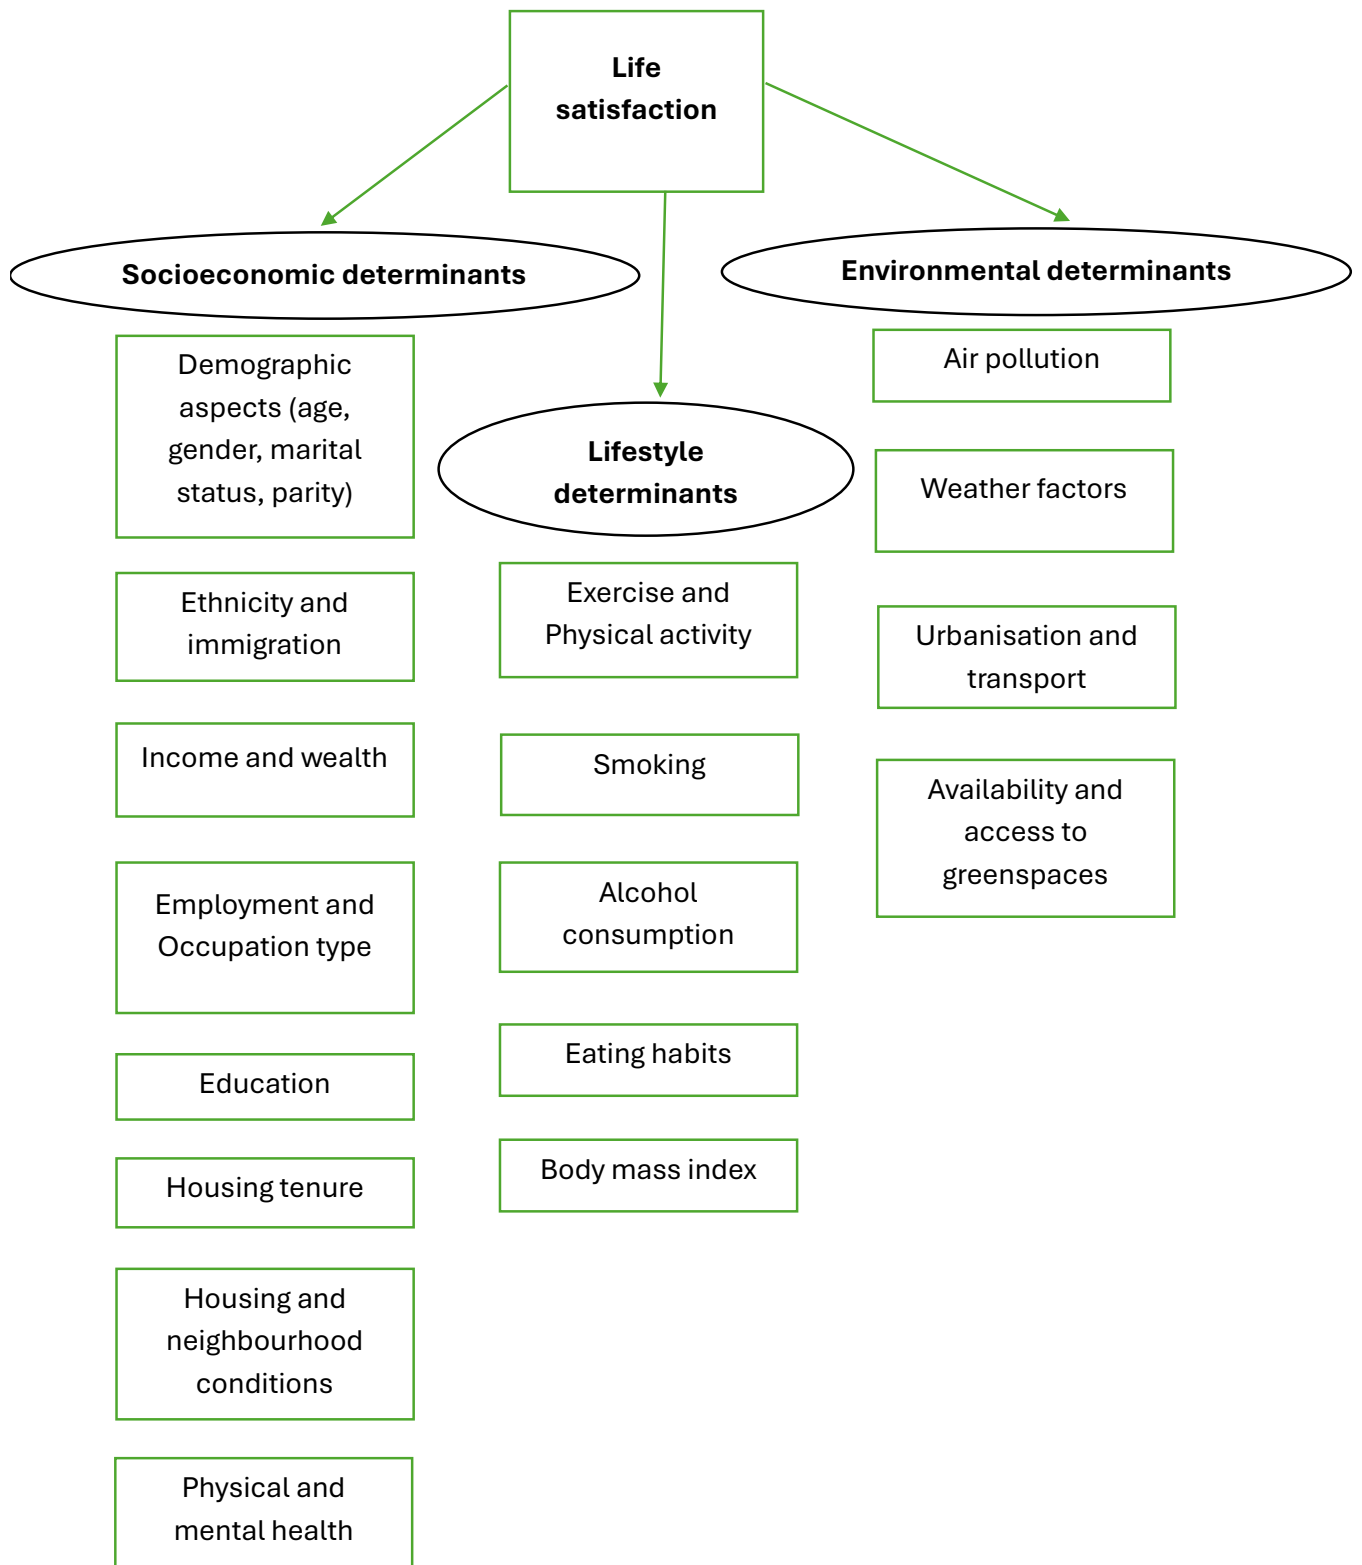 Life
satisfaction
Socioeconomic determinants
Demographic
aspects (age,
gender, marital
status, parity)
Ethnicity and
immigration
Income and wealth
Employment and
Occupation type
Education
Housing tenure
Housing and
neighbourhood
conditions
Physical and
mental health
Lifestyle
determinants
Exercise and
Physical activity
Smoking
Alcohol
consumption
Eating habits
Body mass index
Environmental determinants
Air pollution
Weather factors
Urbanisation and
transport
Availability and
access to
greenspaces